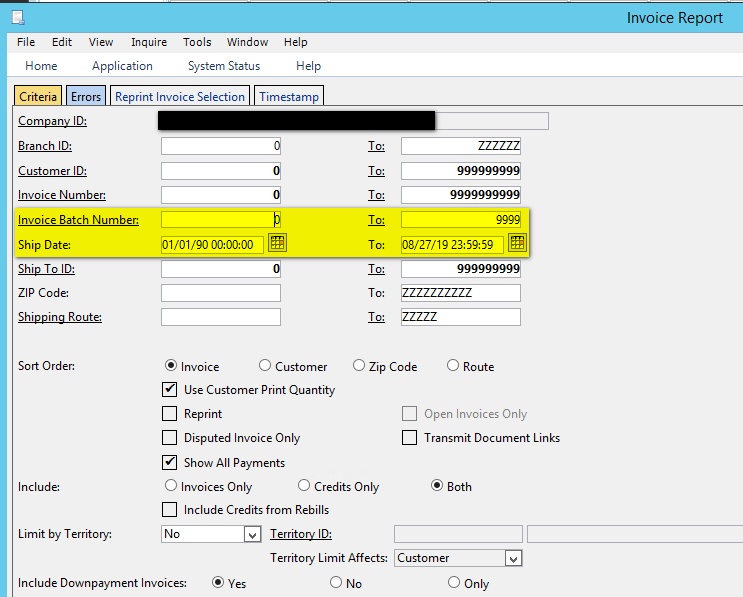 Invoice Report
File Edit View Inquire Tools Window Help
Home Application System Status Help
Criteria Errors Reprint Invoice Selection Timestamp
Company ID:
Branch ID: 0 To: ZZZZZZ
Customer ID: 0 To: 999999999
Invoice Number: 0 To: 9999999999
Invoice Batch Number: 0 To: 9999
Ship Date: 01/01/90 00:00:00 To: 08/27/19 23:59:59
Ship To ID: 0 To: 999999999
ZIP Code: To: ZZZZZZZZZZ
Shipping Route: To: ZZZZZ
Sort Order: Invoice Customer Zip Code Route
Use Customer Print Quantity
Reprint Open Invoices Only
Disputed Invoice Only Transmit Document Links
Show All Payments
Include: Invoices Only Credits Only Both
Include Credits from Rebills
Limit by Territory: No Territory ID:
Territory Limit Affects: Customer
Include Downpayment Invoices: Yes No Only